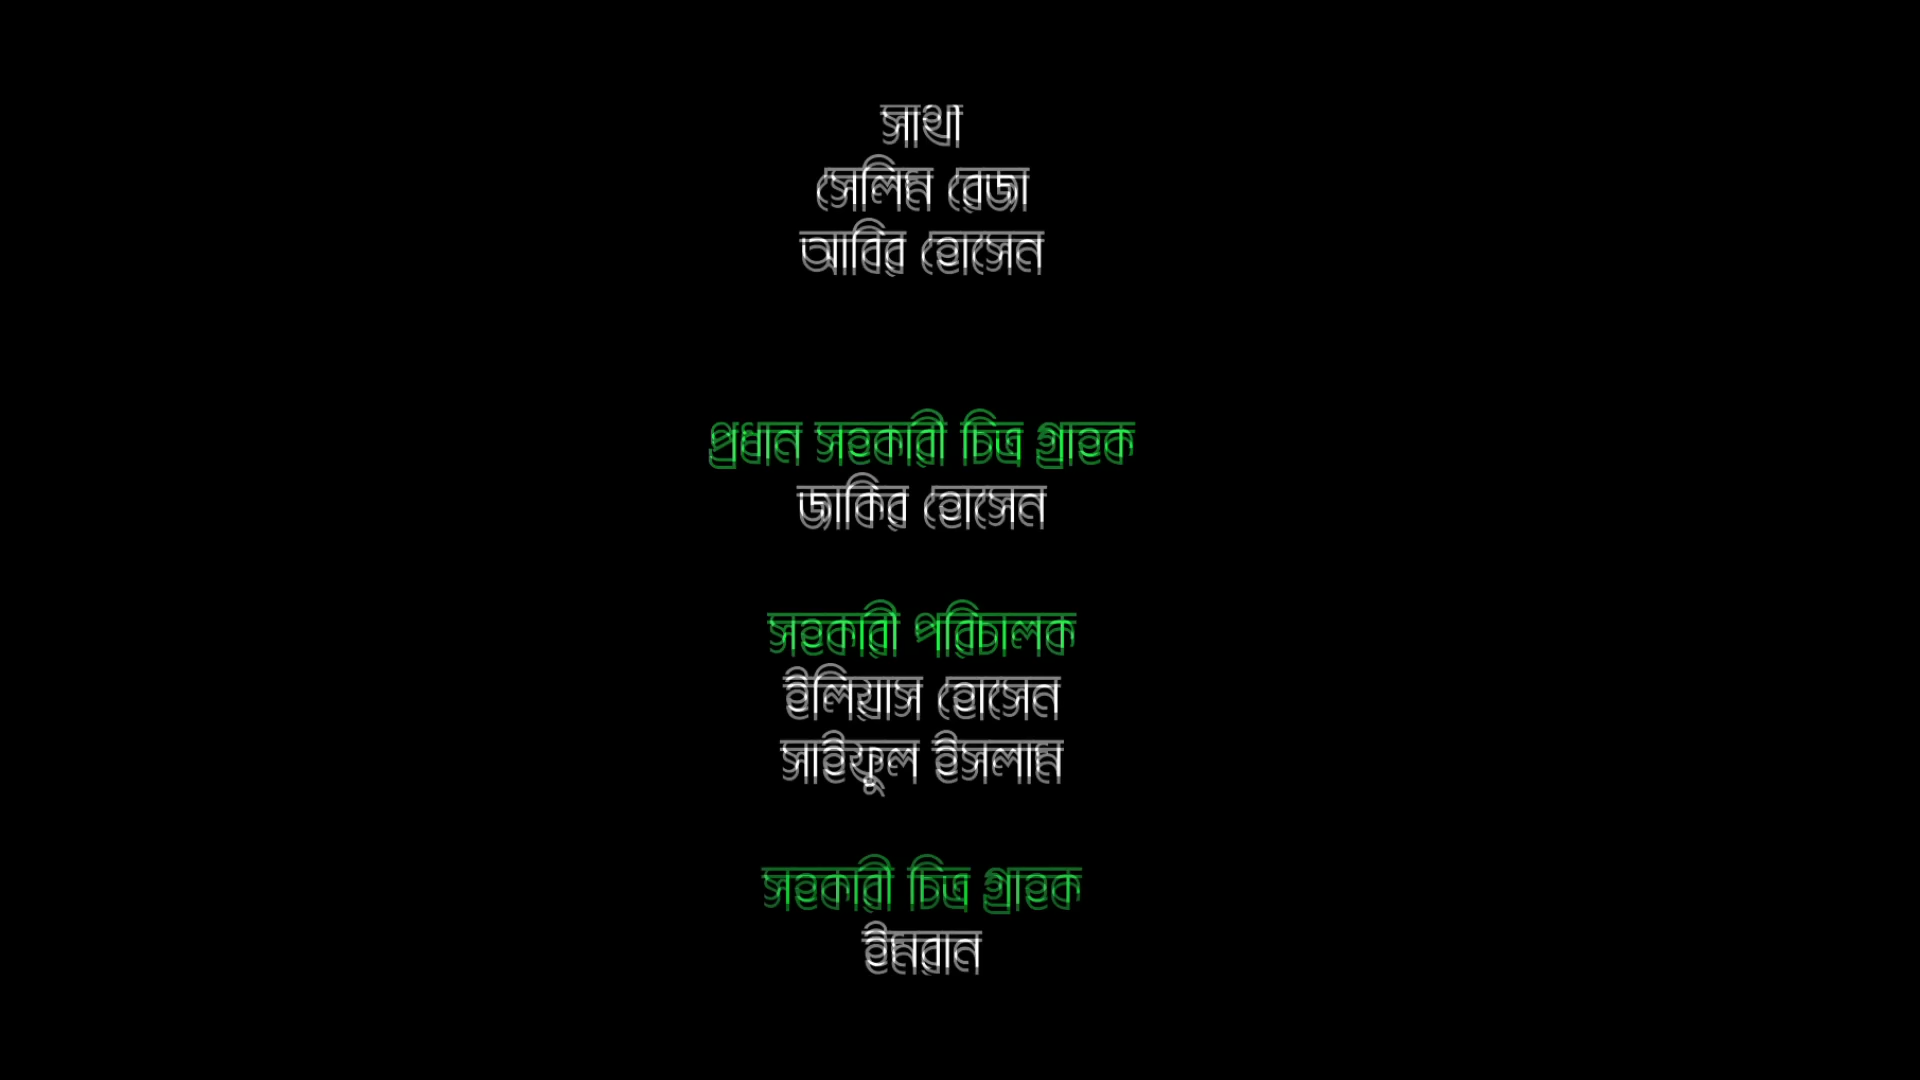 সাথী
সেলিম রেজা
আবির হোসেন
প্রধান সহকারী চিত্র গ্রাহক
জাকির হোসেন
সহকারী পরিচালক
ইলিয়াস হোসেন
সাইফুল ইসলাম
সহকারী চিত্র গ্রাহক
ইমরান